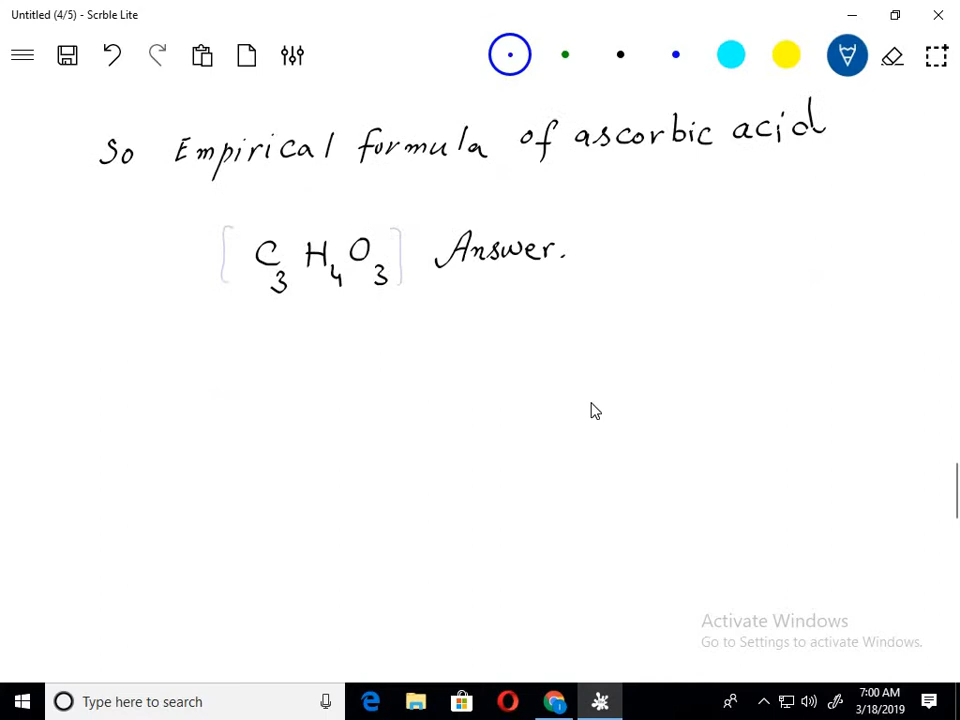 Untitled (4/5) - Scrble Lite
So Empirical formula of ascorbic acid
[C3H4O3] Answer.
Activate Windows
Go to Settings to activate Windows.
Type here to search
7:00 AM
3/18/2019